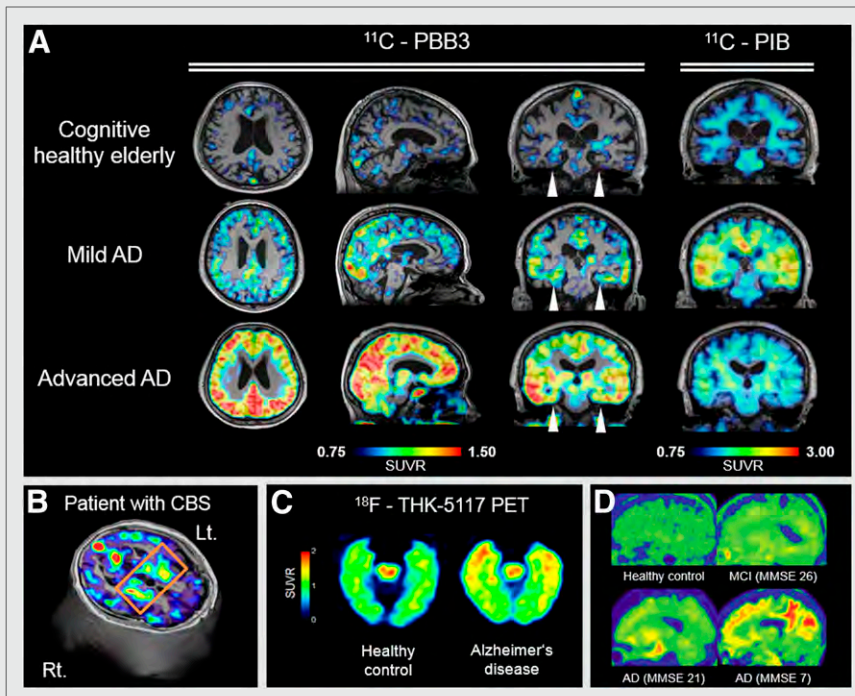 A
¹¹C - PBB3
¹¹C - PIB
Cognitive
healthy elderly
Mild AD
Advanced AD
0.75
1.50
SUVR
0.75
3.00
SUVR
B
Patient with CBS
Lt.
Rt.
C
¹⁸F - THK-5117 PET
2
1
0
SUVR
Healthy
control
Alzheimer's
disease
D
Healthy control
MCI (MMSE 26)
AD (MMSE 21)
AD (MMSE 7)